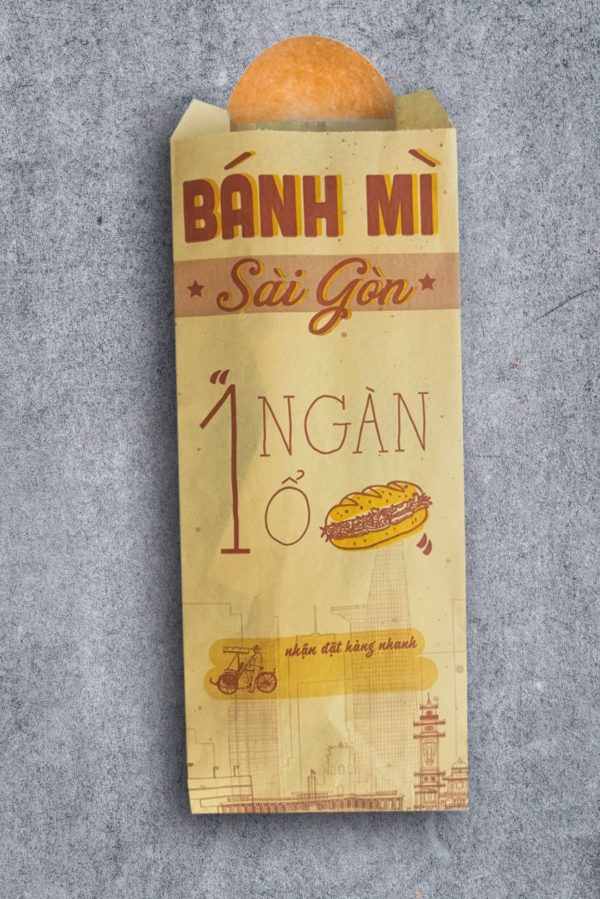 BÁNH MÌ
Sài Gòn
“1 NGÀN
Ổ”
nhận đặt hàng nhanh